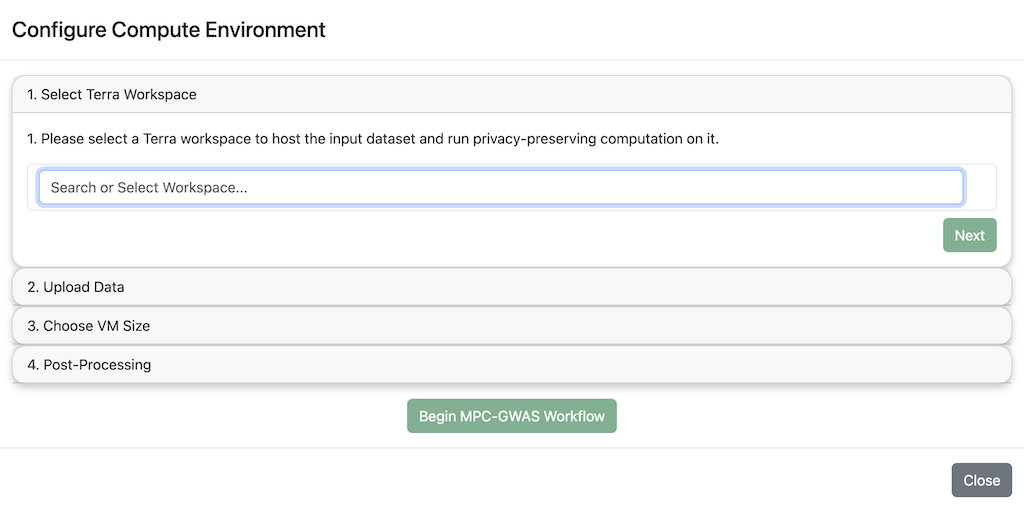 Configure Compute Environment
1. Select Terra Workspace
1. Please select a Terra workspace to host the input dataset and run privacy-preserving computation on it.
Search or Select Workspace...
Next
2. Upload Data
3. Choose VM Size
4. Post-Processing
Begin MPC-GWAS Workflow
Close